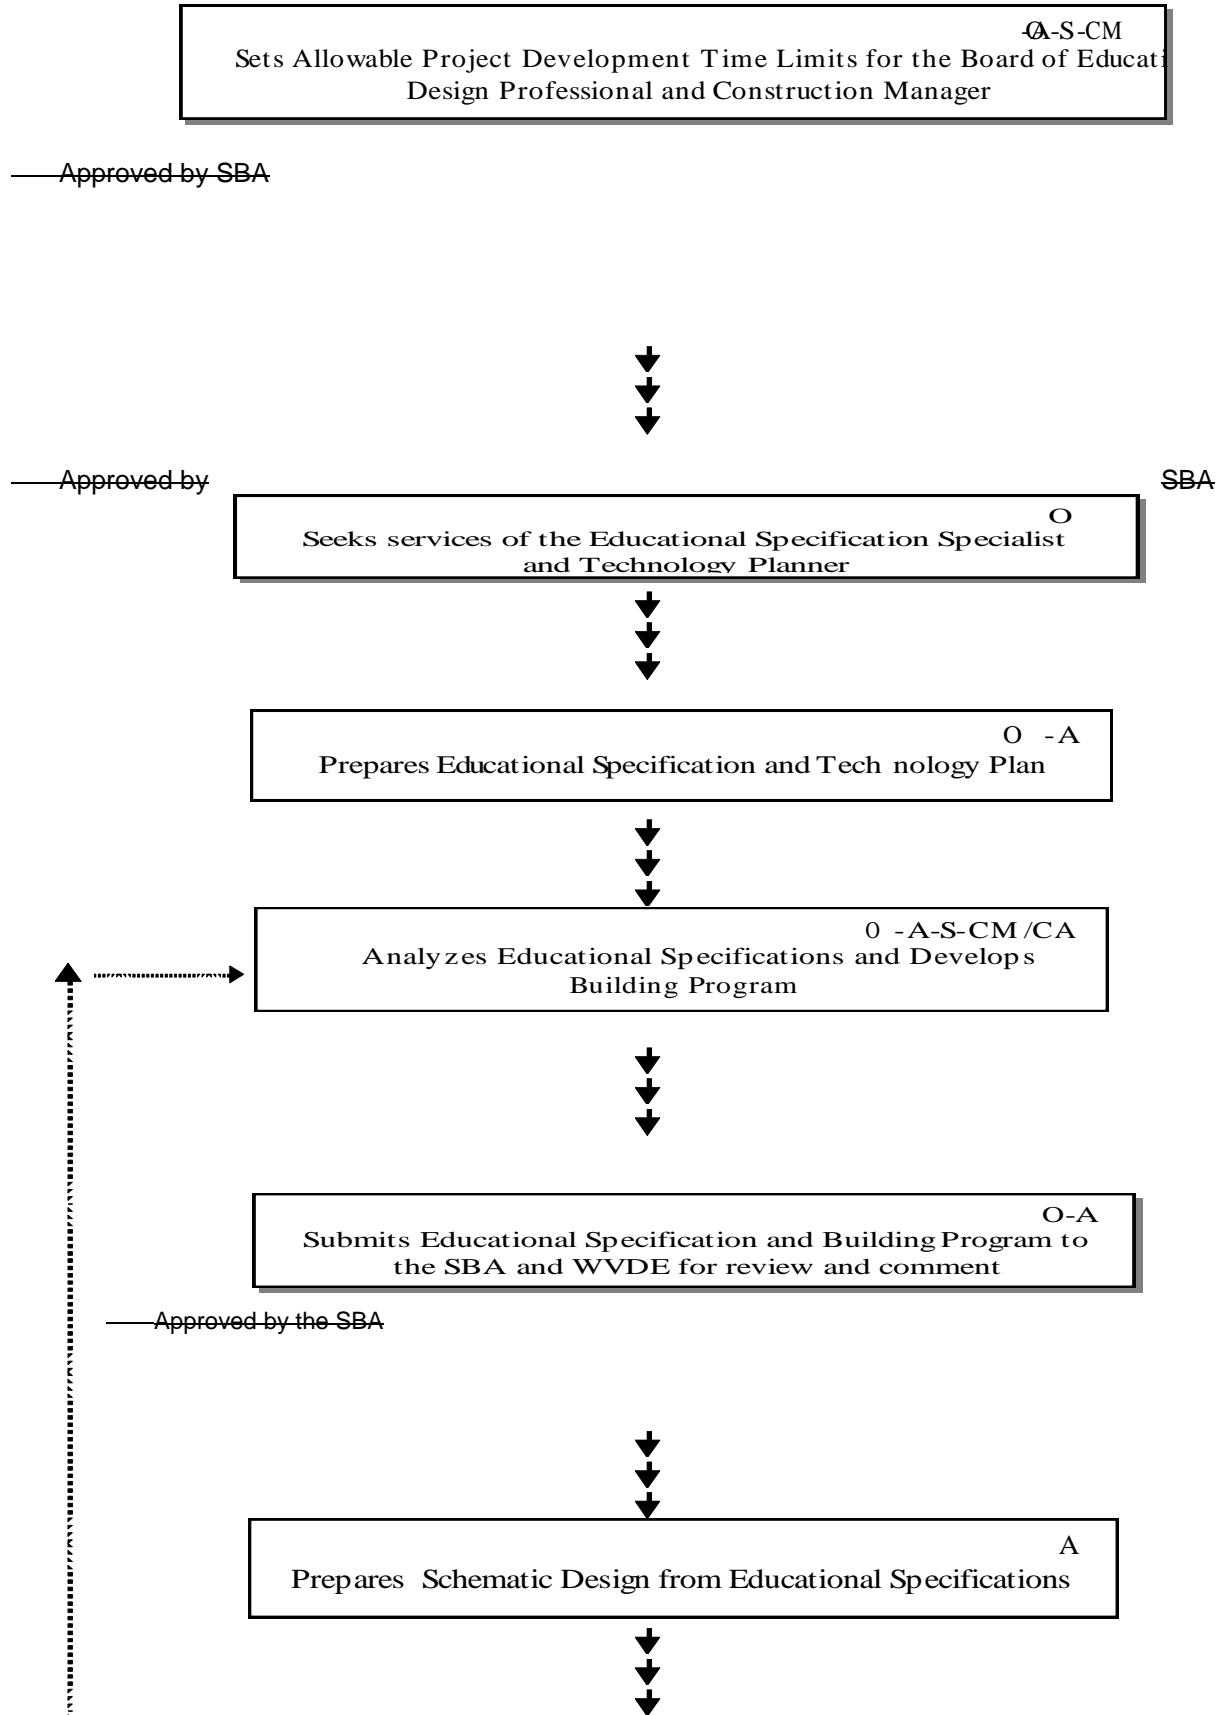 -OA-S-CM
Sets Allowable Project Development Time Limits for the Board of Educati
Design Professional and Construction Manager
Approved by SBA
Approved by SBA
O
Seeks services of the Educational Specification Specialist
and Technology Planner
O -A
Prepares Educational Specification and Tech nology Plan
0 -A-S-CM /CA
Analyzes Educational Specifications and Develops
Building Program
O-A
Submits Educational Specification and Building Program to
the SBA and WVDE for review and comment
Approved by the SBA
A
Prepares Schematic Design from Educational Specifications